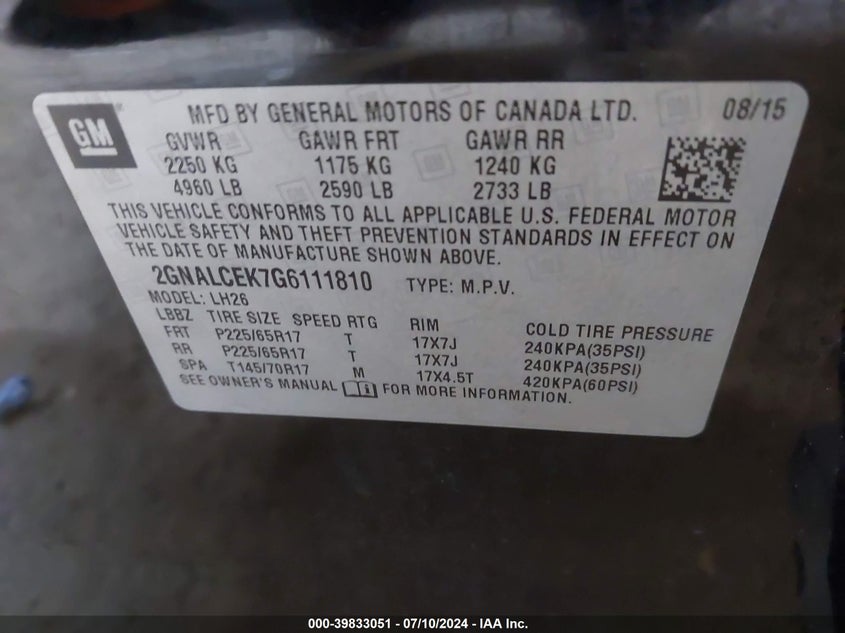 GM MFD BY GENERAL MOTORS OF CANADA LTD. 08/15
GVWR GAWR FRT GAWR RR
2250 KG 1175 KG 1240 KG
4960 LB 2590 LB 2733 LB
THIS VEHICLE CONFORMS TO ALL APPLICABLE U.S. FEDERAL MOTOR
VEHICLE SAFETY AND THEFT PREVENTION STANDARDS IN EFFECT ON
THE DATE OF MANUFACTURE SHOWN ABOVE.
2GNALCEK7G6111810 TYPE: M.P.V.
MODEL: LH26
LBBZ TIRE SIZE SPEED RTG RIM COLD TIRE PRESSURE
FRT P225/65R17 T 17X7J 240KPA(35PSI)
RR P225/65R17 T 17X7J 240KPA(35PSI)
SPA T145/70R17 M 17X4.5T 420KPA(60PSI)
SEE OWNER'S MANUAL FOR MORE INFORMATION.
000-39833051 - 07/10/2024 - IAA Inc.